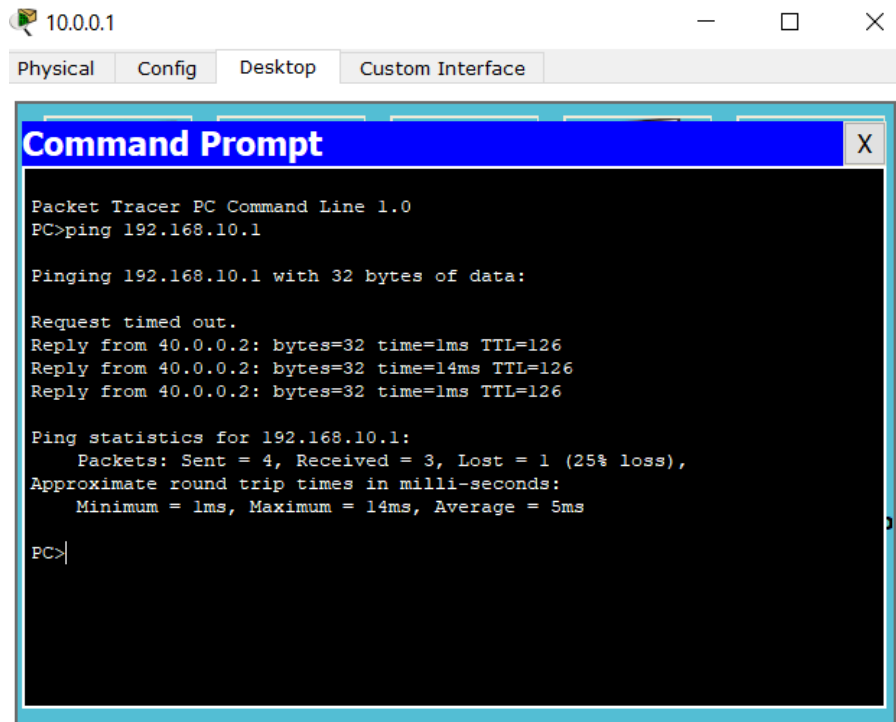 10.0.0.1
Physical Config Desktop Custom Interface
Command Prompt X
Packet Tracer PC Command Line 1.0
PC>ping 192.168.10.1
Pinging 192.168.10.1 with 32 bytes of data:
Request timed out.
Reply from 40.0.0.2: bytes=32 time=1ms TTL=126
Reply from 40.0.0.2: bytes=32 time=14ms TTL=126
Reply from 40.0.0.2: bytes=32 time=1ms TTL=126
Ping statistics for 192.168.10.1:
Packets: Sent = 4, Received = 3, Lost = 1 (25% loss),
Approximate round trip times in milli-seconds:
Minimum = 1ms, Maximum = 14ms, Average = 5ms
PC>